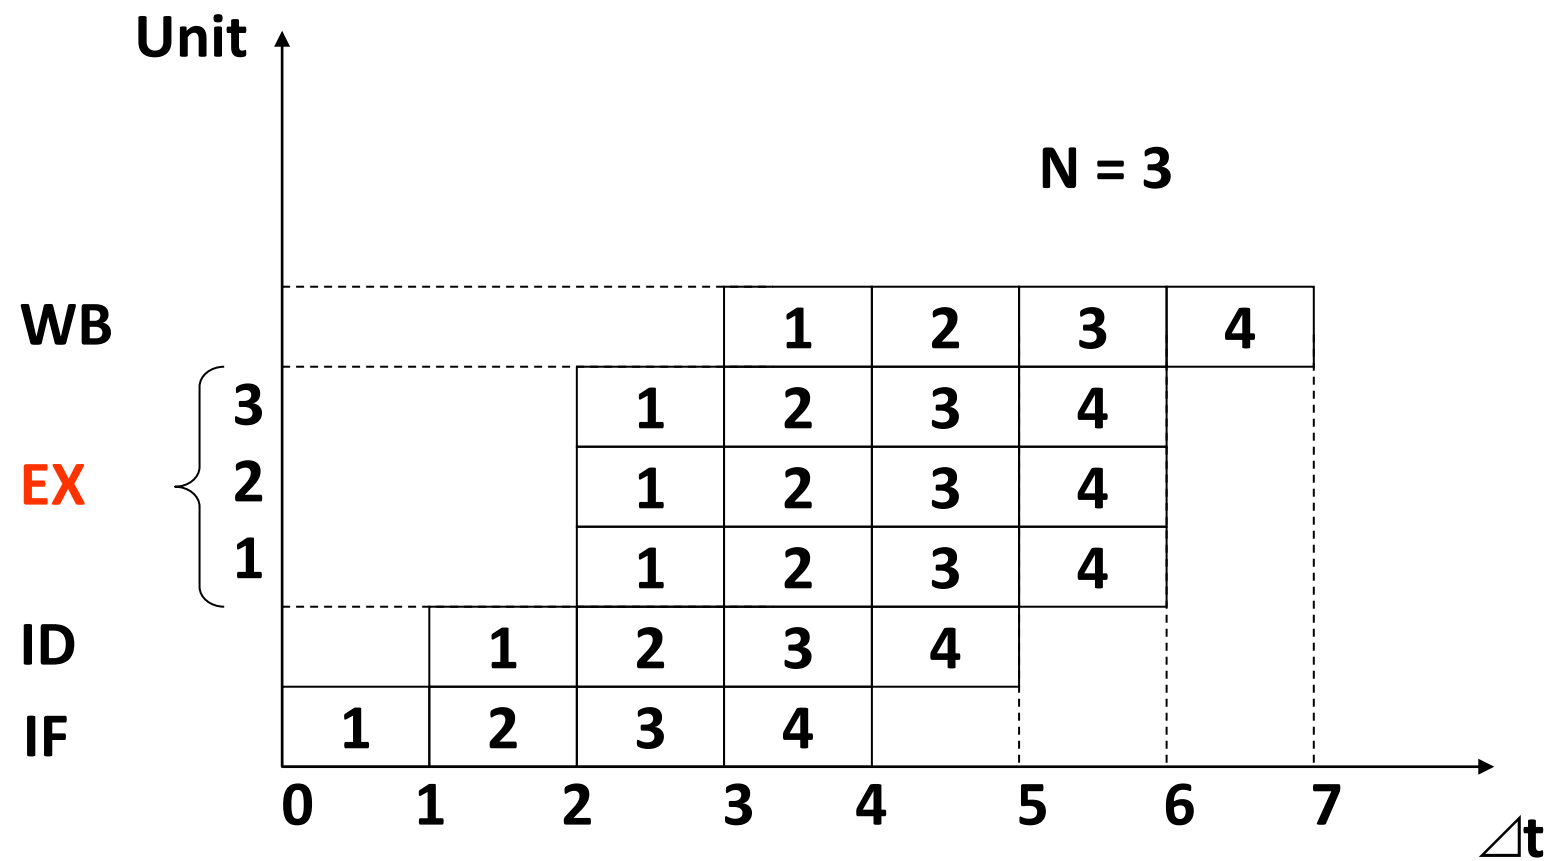 Unit
N = 3
WB 1 2 3 4
3 1 2 3 4
EX 2 1 2 3 4
1 1 2 3 4
ID 1 2 3 4
IF 1 2 3 4
0 1 2 3 4 5 6 7
⊿t